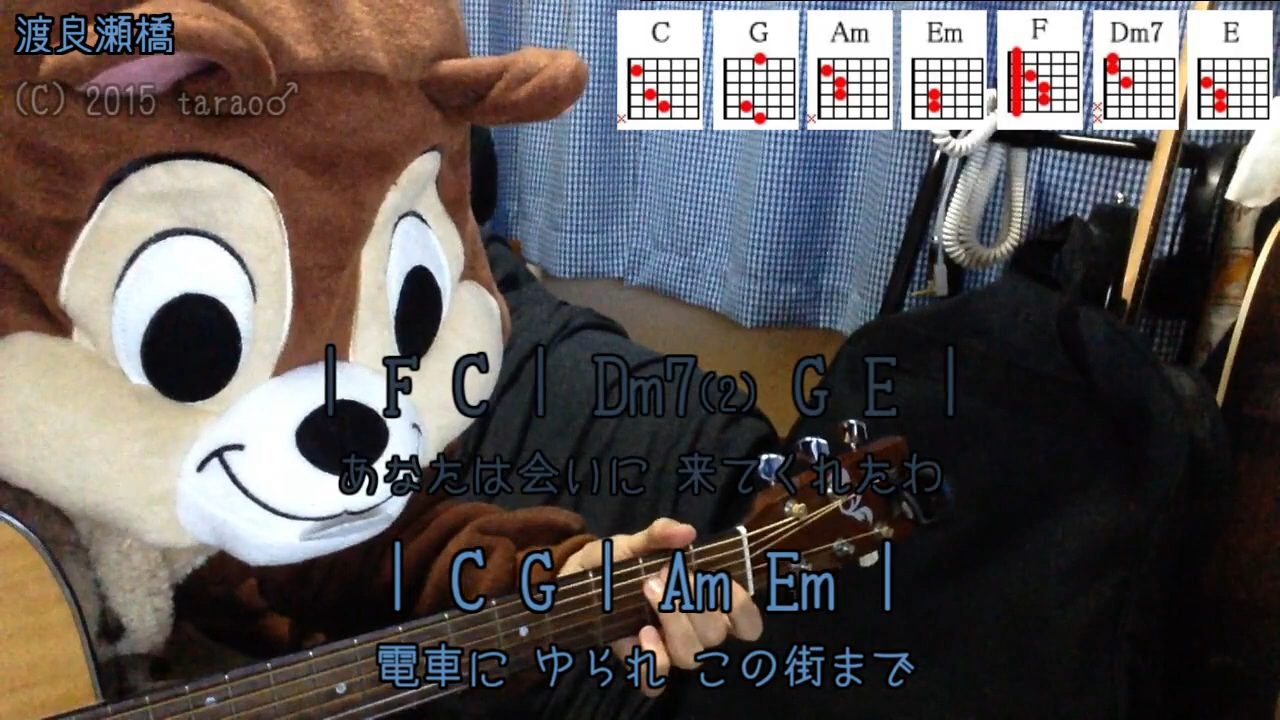 渡良瀬橋
(C) 2015 tarao♂
C G Am Em F Dm7 E
| F C | Dm7(2) G E |
あなたは会いに 来てくれたわ
| C G | Am Em |
電車に ゆられ この街まで